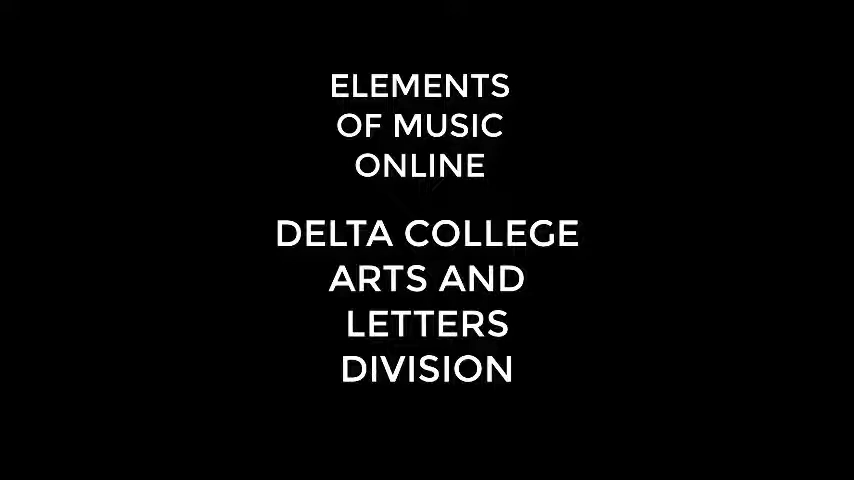 ELEMENTS
OF MUSIC
ONLINE
DELTA COLLEGE
ARTS AND
LETTERS
DIVISION